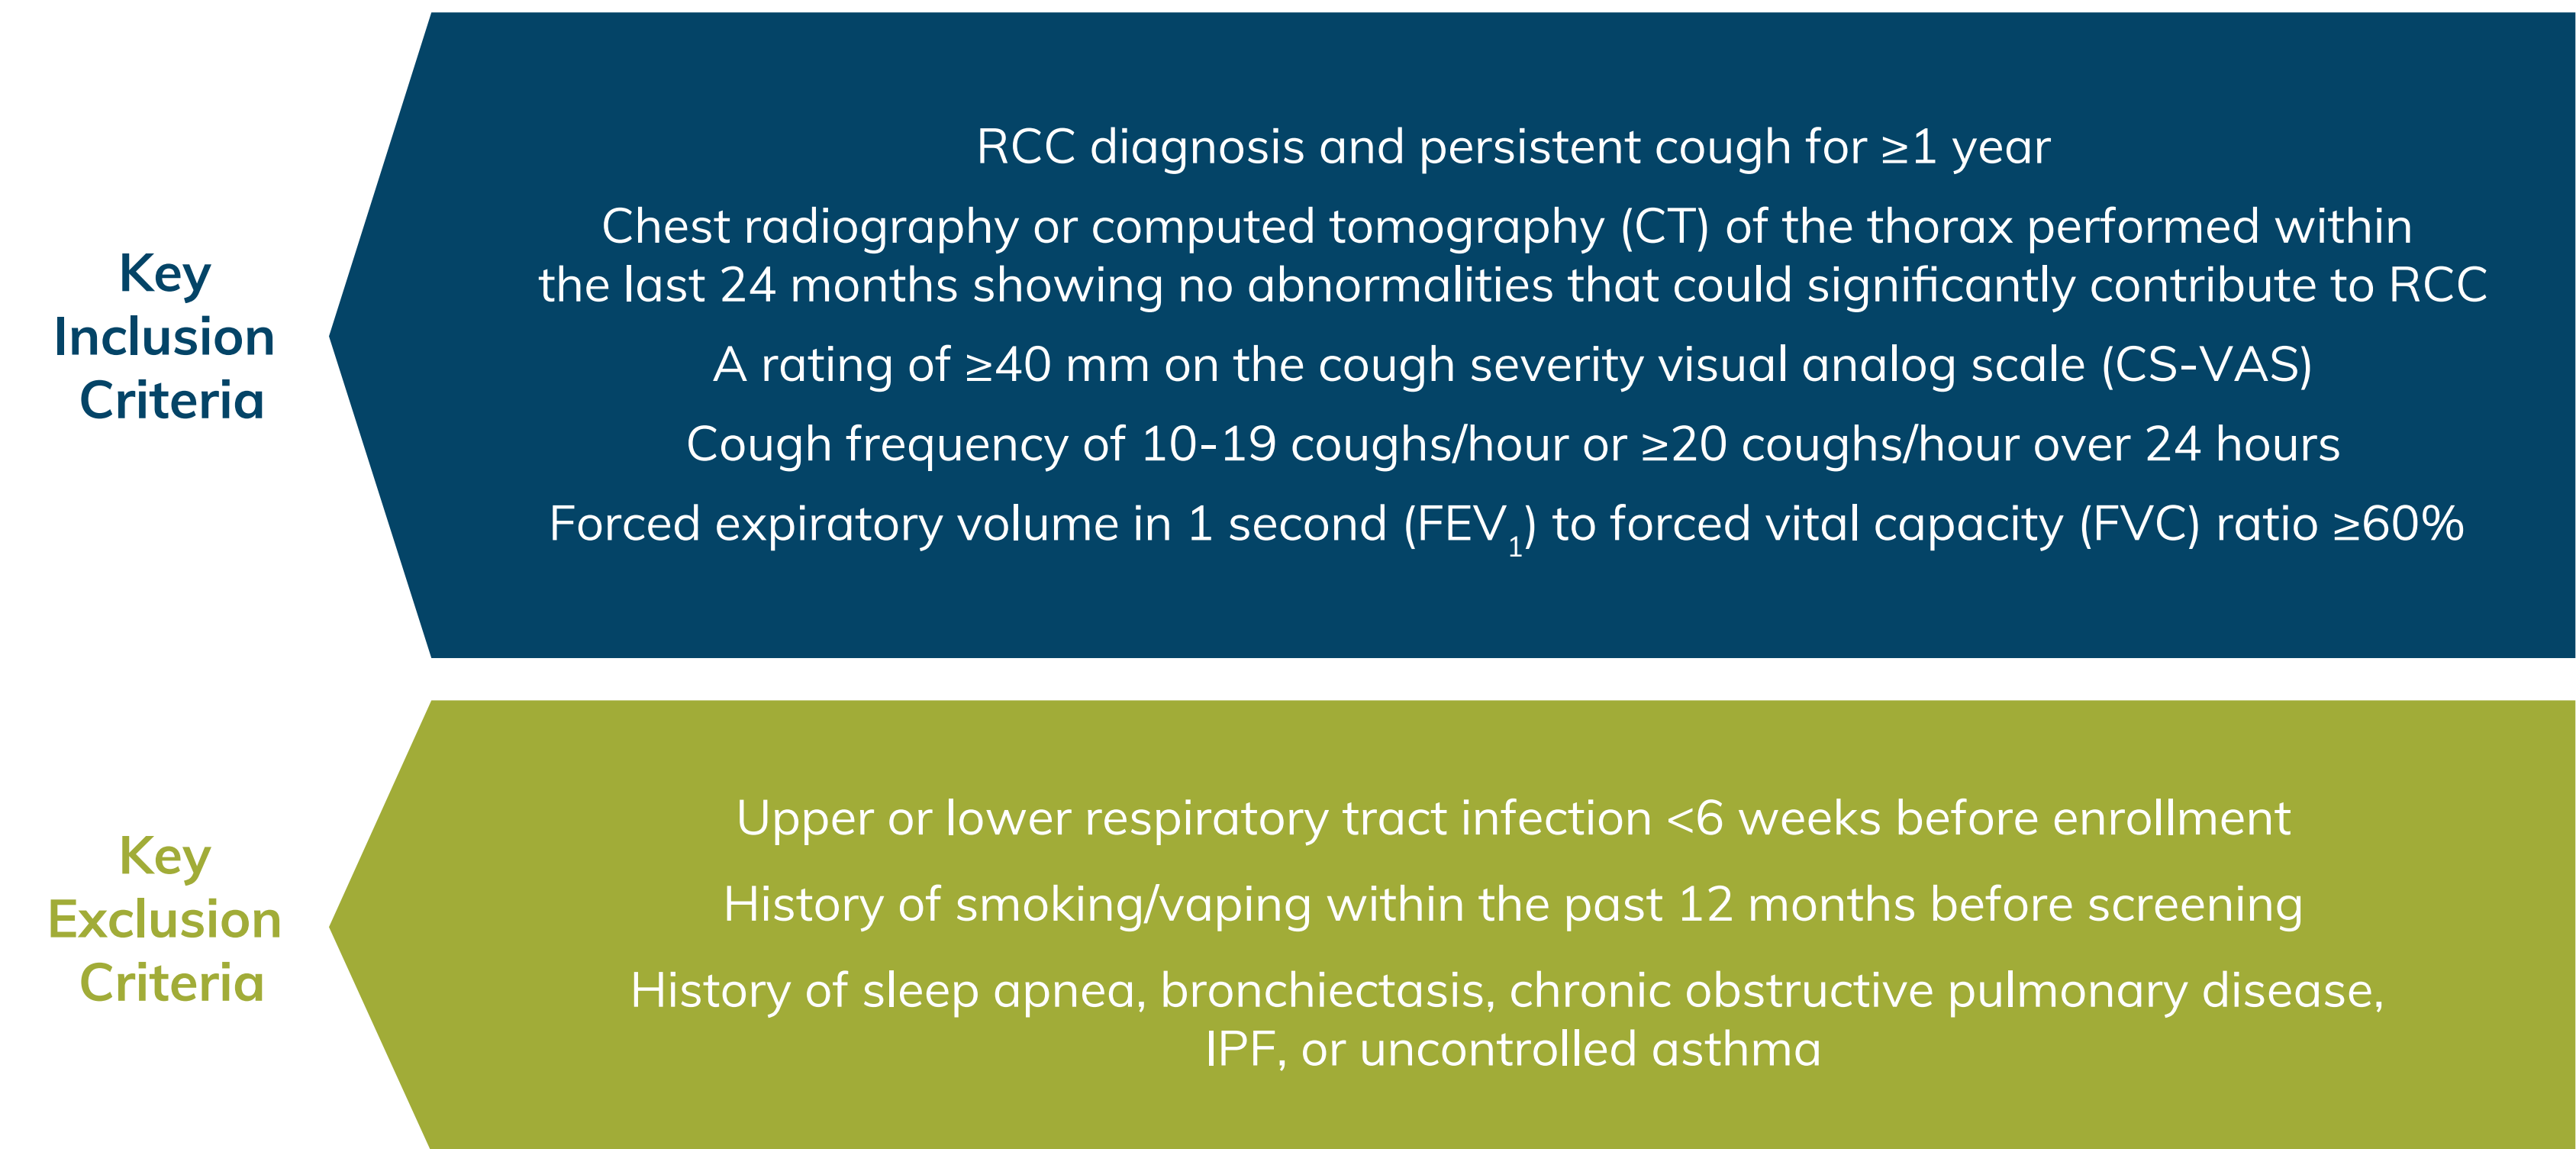 Key
Inclusion
Criteria
RCC diagnosis and persistent cough for ≥1 year
Chest radiography or computed tomography (CT) of the thorax performed within
the last 24 months showing no abnormalities that could significantly contribute to RCC
A rating of ≥40 mm on the cough severity visual analog scale (CS-VAS)
Cough frequency of 10-19 coughs/hour or ≥20 coughs/hour over 24 hours
Forced expiratory volume in 1 second (FEV₁) to forced vital capacity (FVC) ratio ≥60%
Key
Exclusion
Criteria
Upper or lower respiratory tract infection <6 weeks before enrollment
History of smoking/vaping within the past 12 months before screening
History of sleep apnea, bronchiectasis, chronic obstructive pulmonary disease,
IPF, or uncontrolled asthma